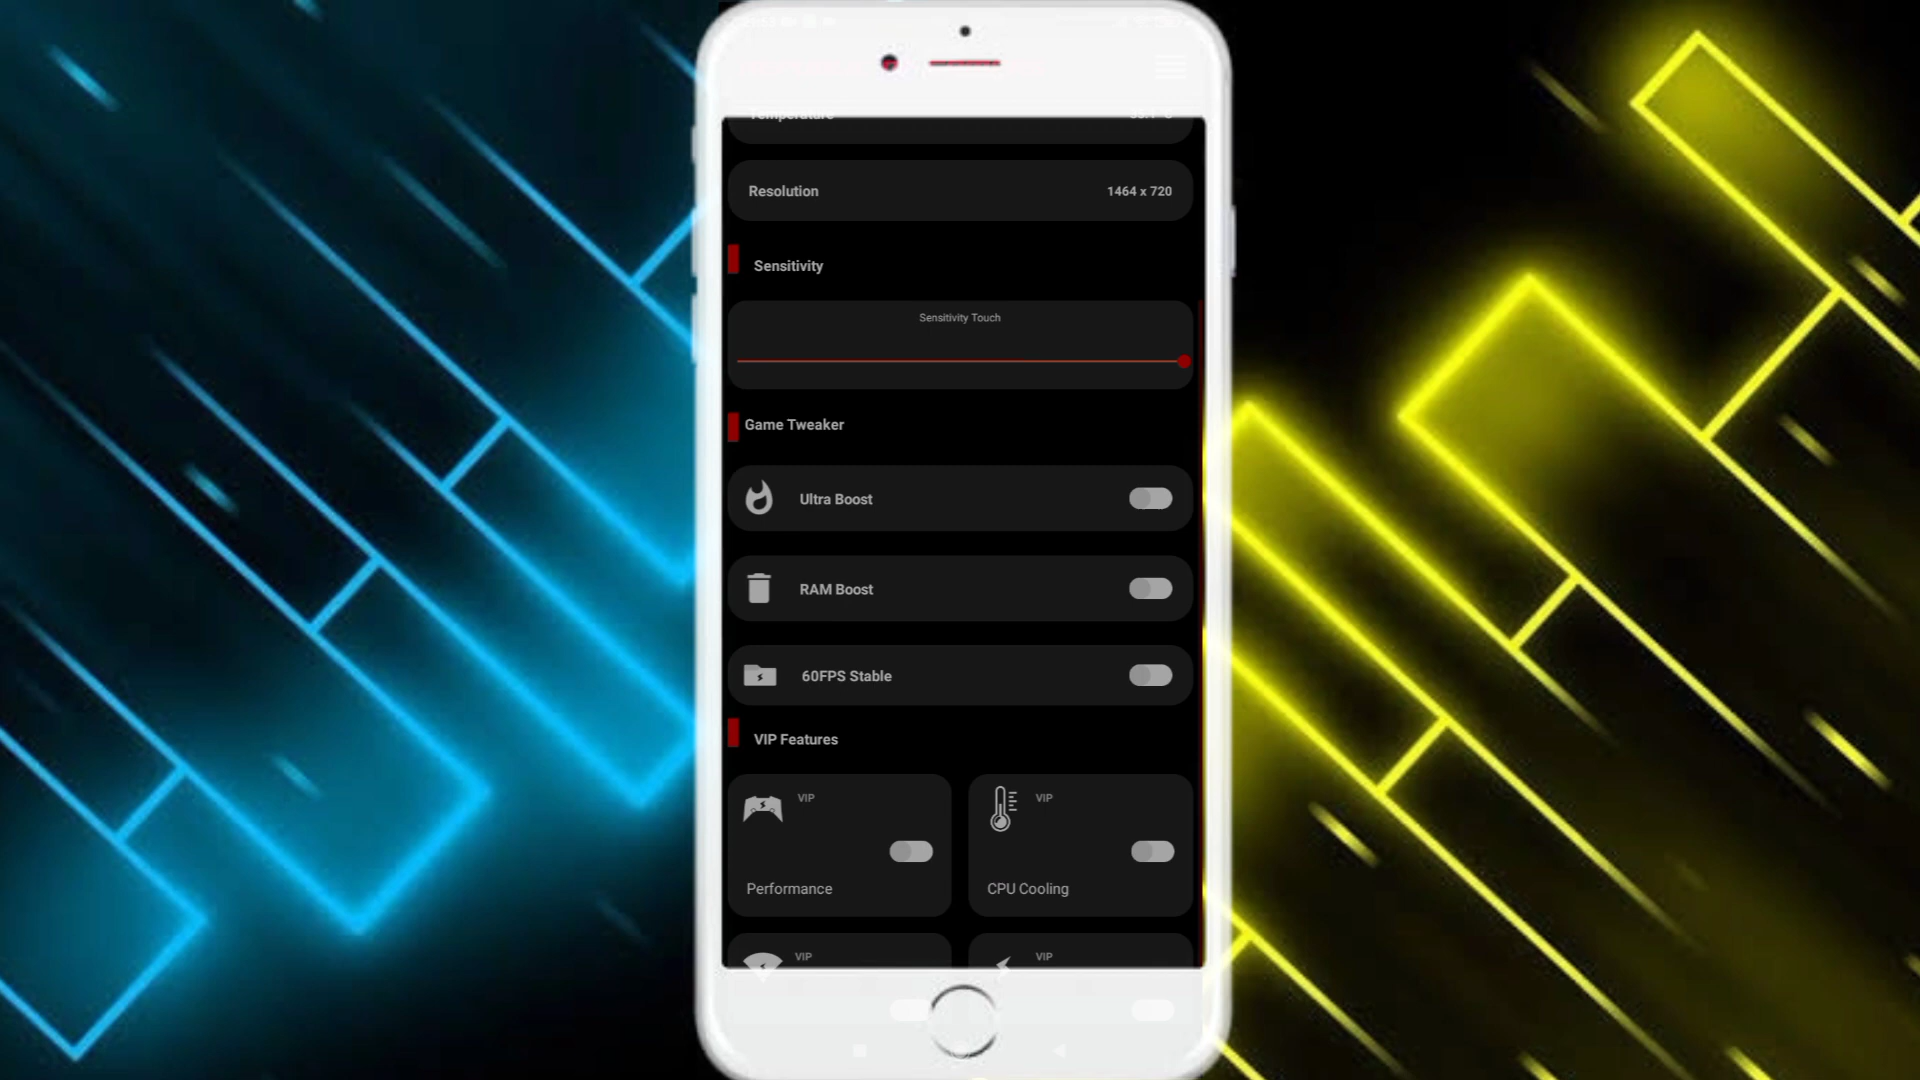 Temperature
Resolution 1464 x 720
Sensitivity
Sensitivity Touch
Game Tweaker
Ultra Boost
RAM Boost
60FPS Stable
VIP Features
VIP VIP
Performance CPU Cooling
VIP VIP